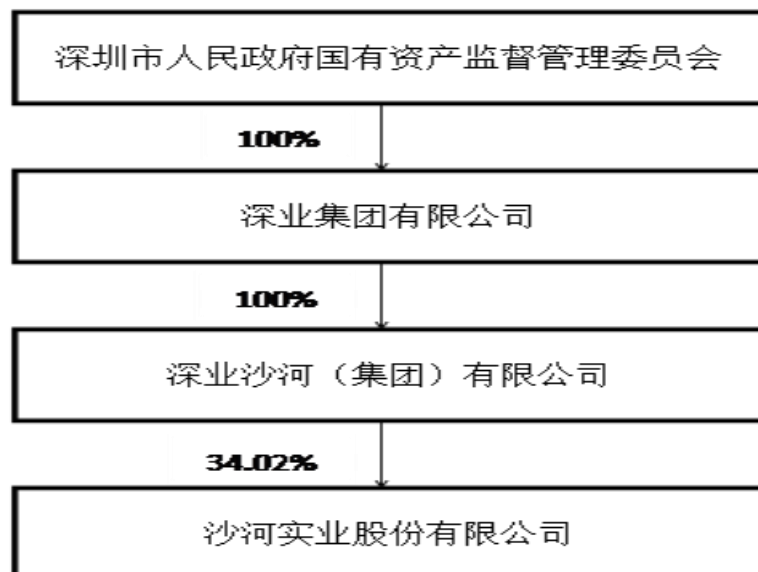 深圳市人民政府国有资产监督管理委员会
100%
深业集团有限公司
100%
深业沙河（集团）有限公司
34.02%
沙河实业股份有限公司